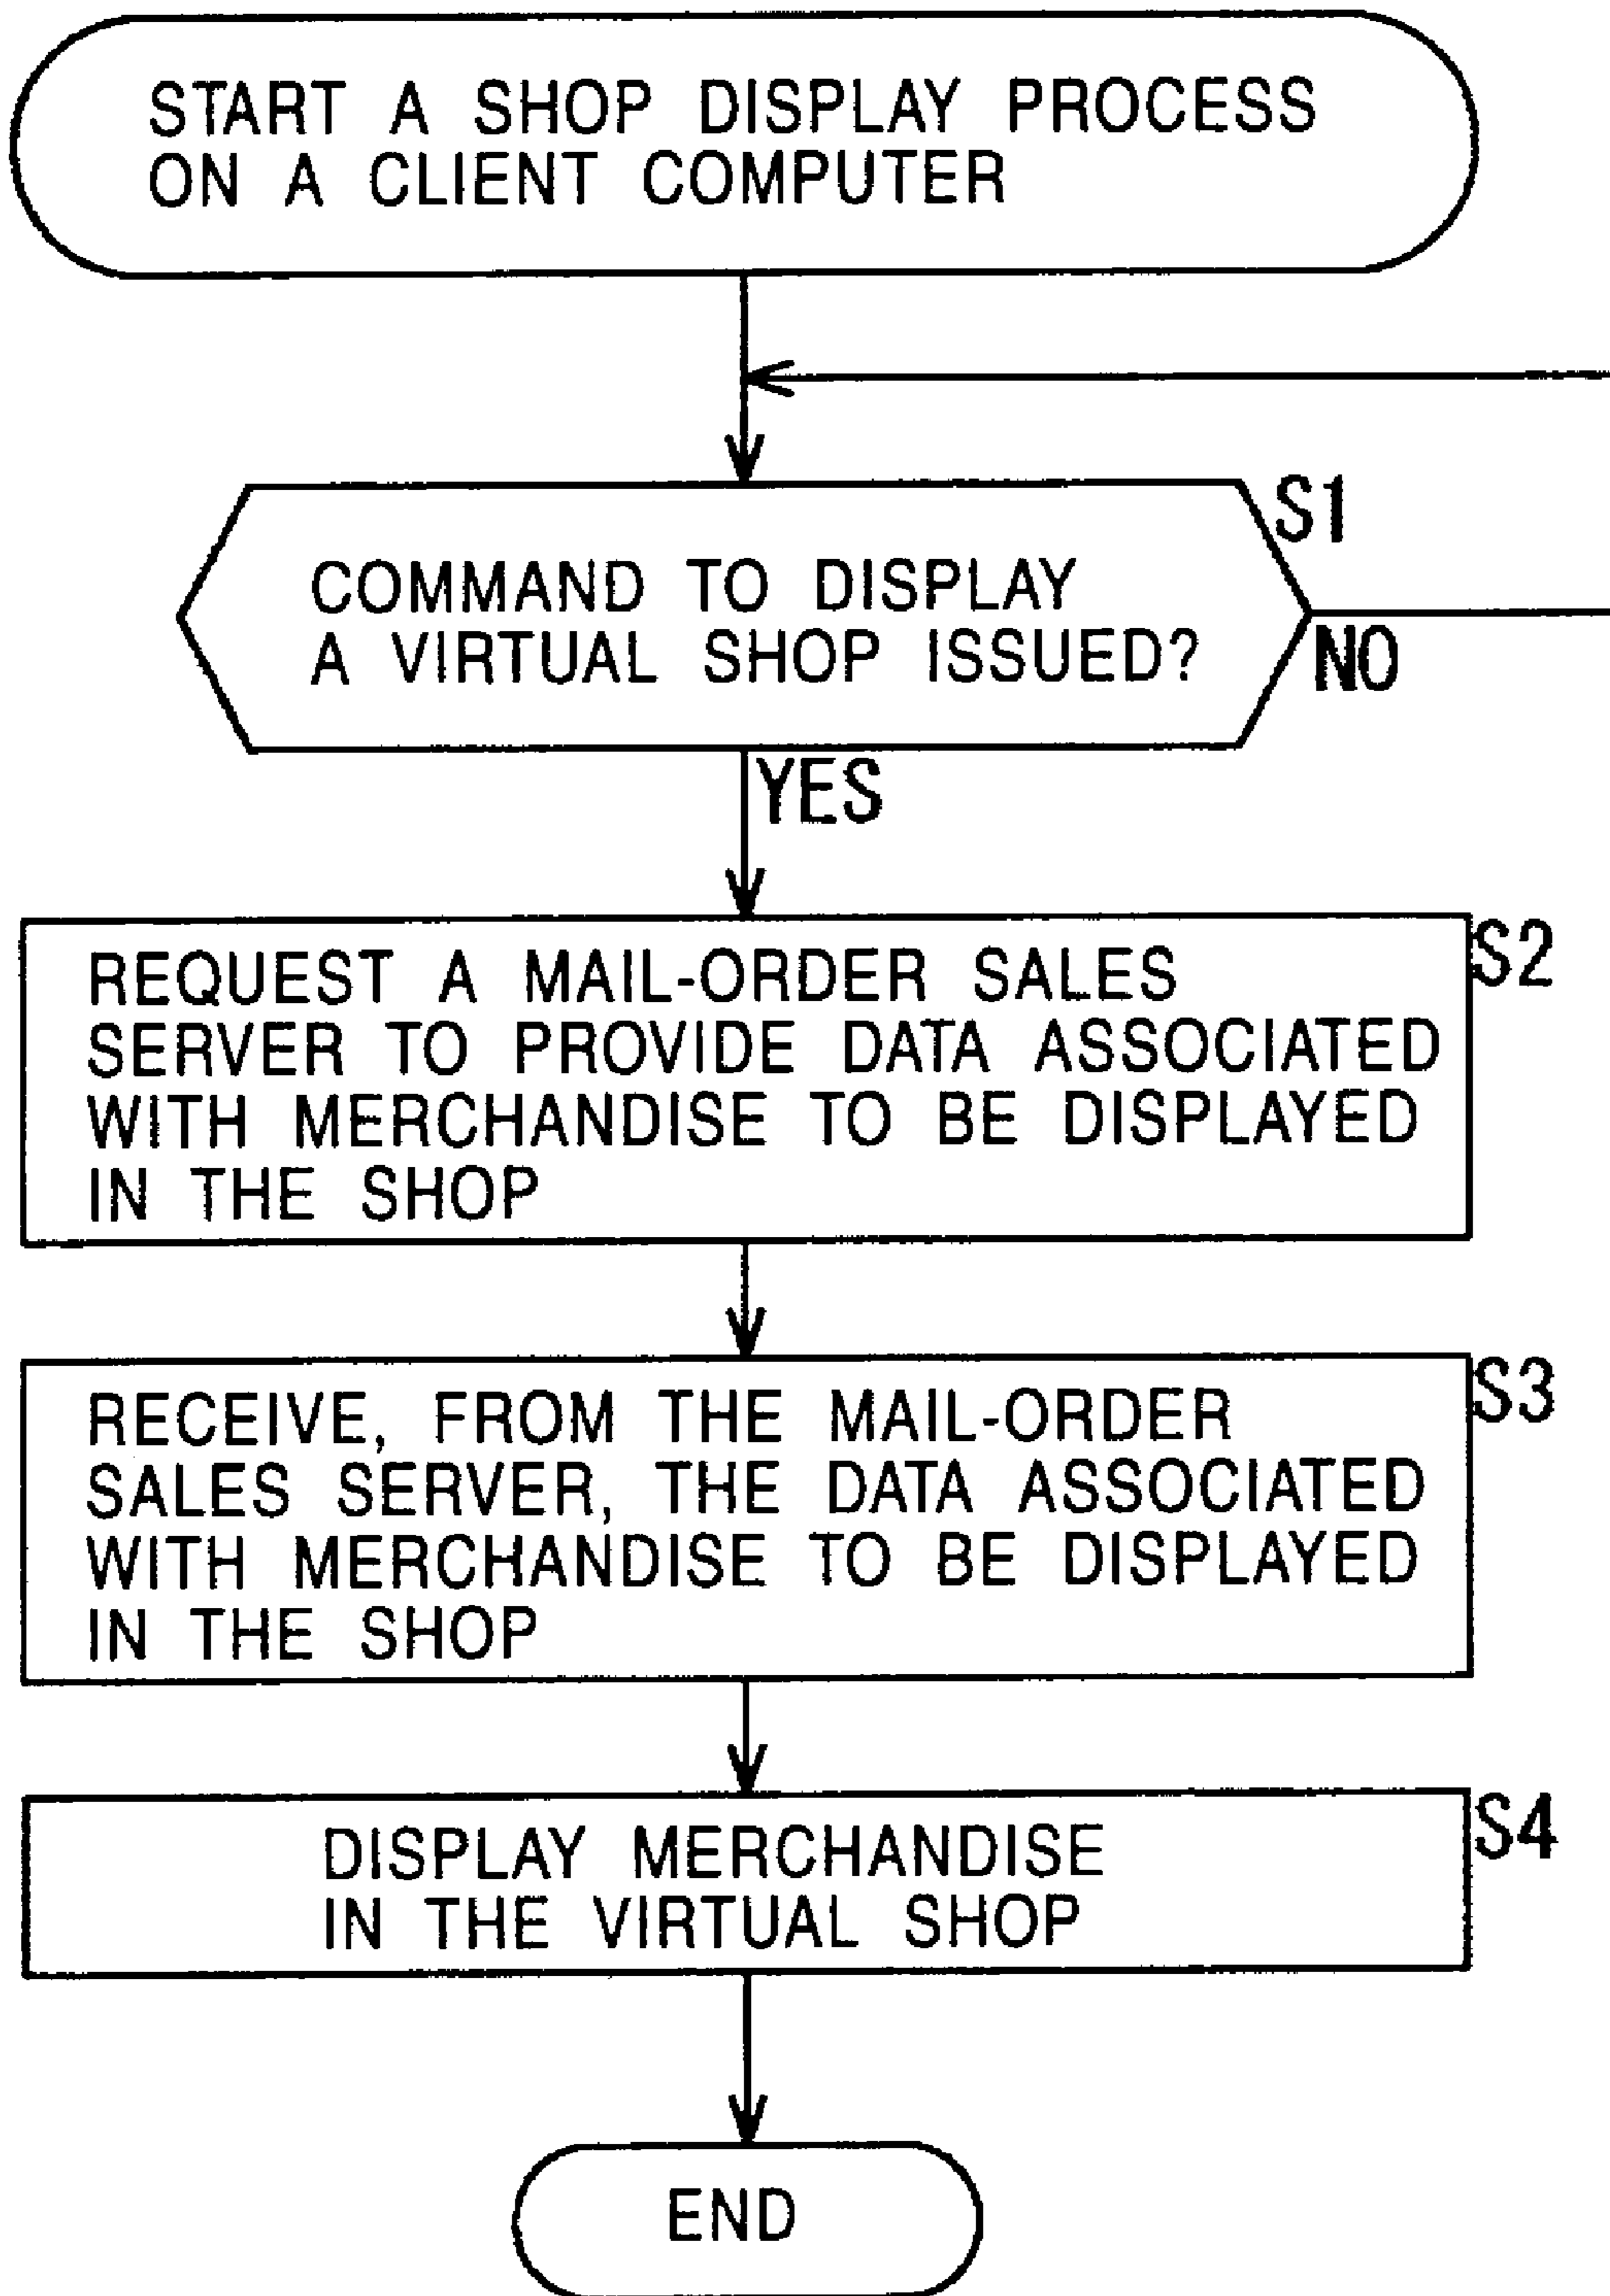 START A SHOP DISPLAY PROCESS
ON A CLIENT COMPUTER
S1
COMMAND TO DISPLAY
A VIRTUAL SHOP ISSUED?
NO
YES
S2
REQUEST A MAIL-ORDER SALES
SERVER TO PROVIDE DATA ASSOCIATED
WITH MERCHANDISE TO BE DISPLAYED
IN THE SHOP
S3
RECEIVE, FROM THE MAIL-ORDER
SALES SERVER, THE DATA ASSOCIATED
WITH MERCHANDISE TO BE DISPLAYED
IN THE SHOP
S4
DISPLAY MERCHANDISE
IN THE VIRTUAL SHOP
END